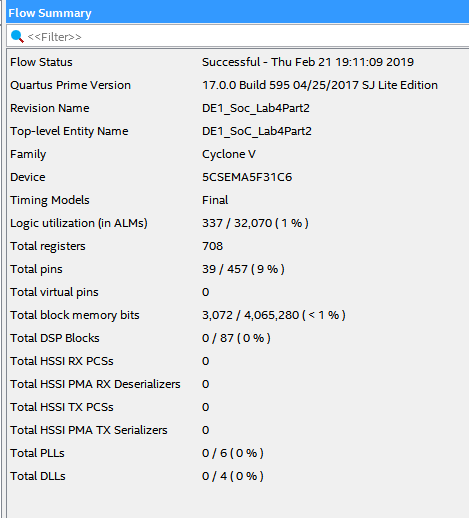 Flow Summary
<<Filter>>
Flow Status Successful - Thu Feb 21 19:11:09 2019
Quartus Prime Version 17.0.0 Build 595 04/25/2017 SJ Lite Edition
Revision Name DE1_Soc_Lab4Part2
Top-level Entity Name DE1_SoC_Lab4Part2
Family Cyclone V
Device 5CSEMA5F31C6
Timing Models Final
Logic utilization (in ALMs) 337 / 32,070 ( 1 % )
Total registers 708
Total pins 39 / 457 ( 9 % )
Total virtual pins 0
Total block memory bits 3,072 / 4,065,280 ( < 1 % )
Total DSP Blocks 0 / 87 ( 0 % )
Total HSSI RX PCSs 0
Total HSSI PMA RX Deserializers 0
Total HSSI TX PCSs 0
Total HSSI PMA TX Serializers 0
Total PLLs 0 / 6 ( 0 % )
Total DLLs 0 / 4 ( 0 % )